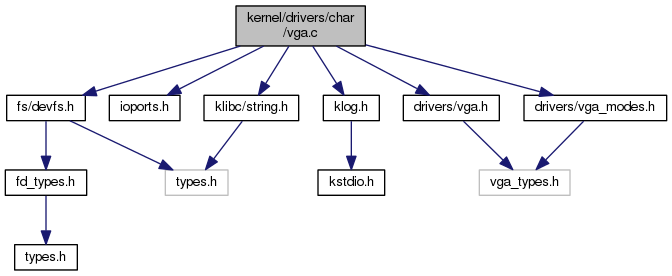 kernel/drivers/char
/vga.c
fs/devfs.h
ioports.h
klibc/string.h
klog.h
drivers/vga.h
drivers/vga_modes.h
fd_types.h
types.h
kstdio.h
vga_types.h
types.h